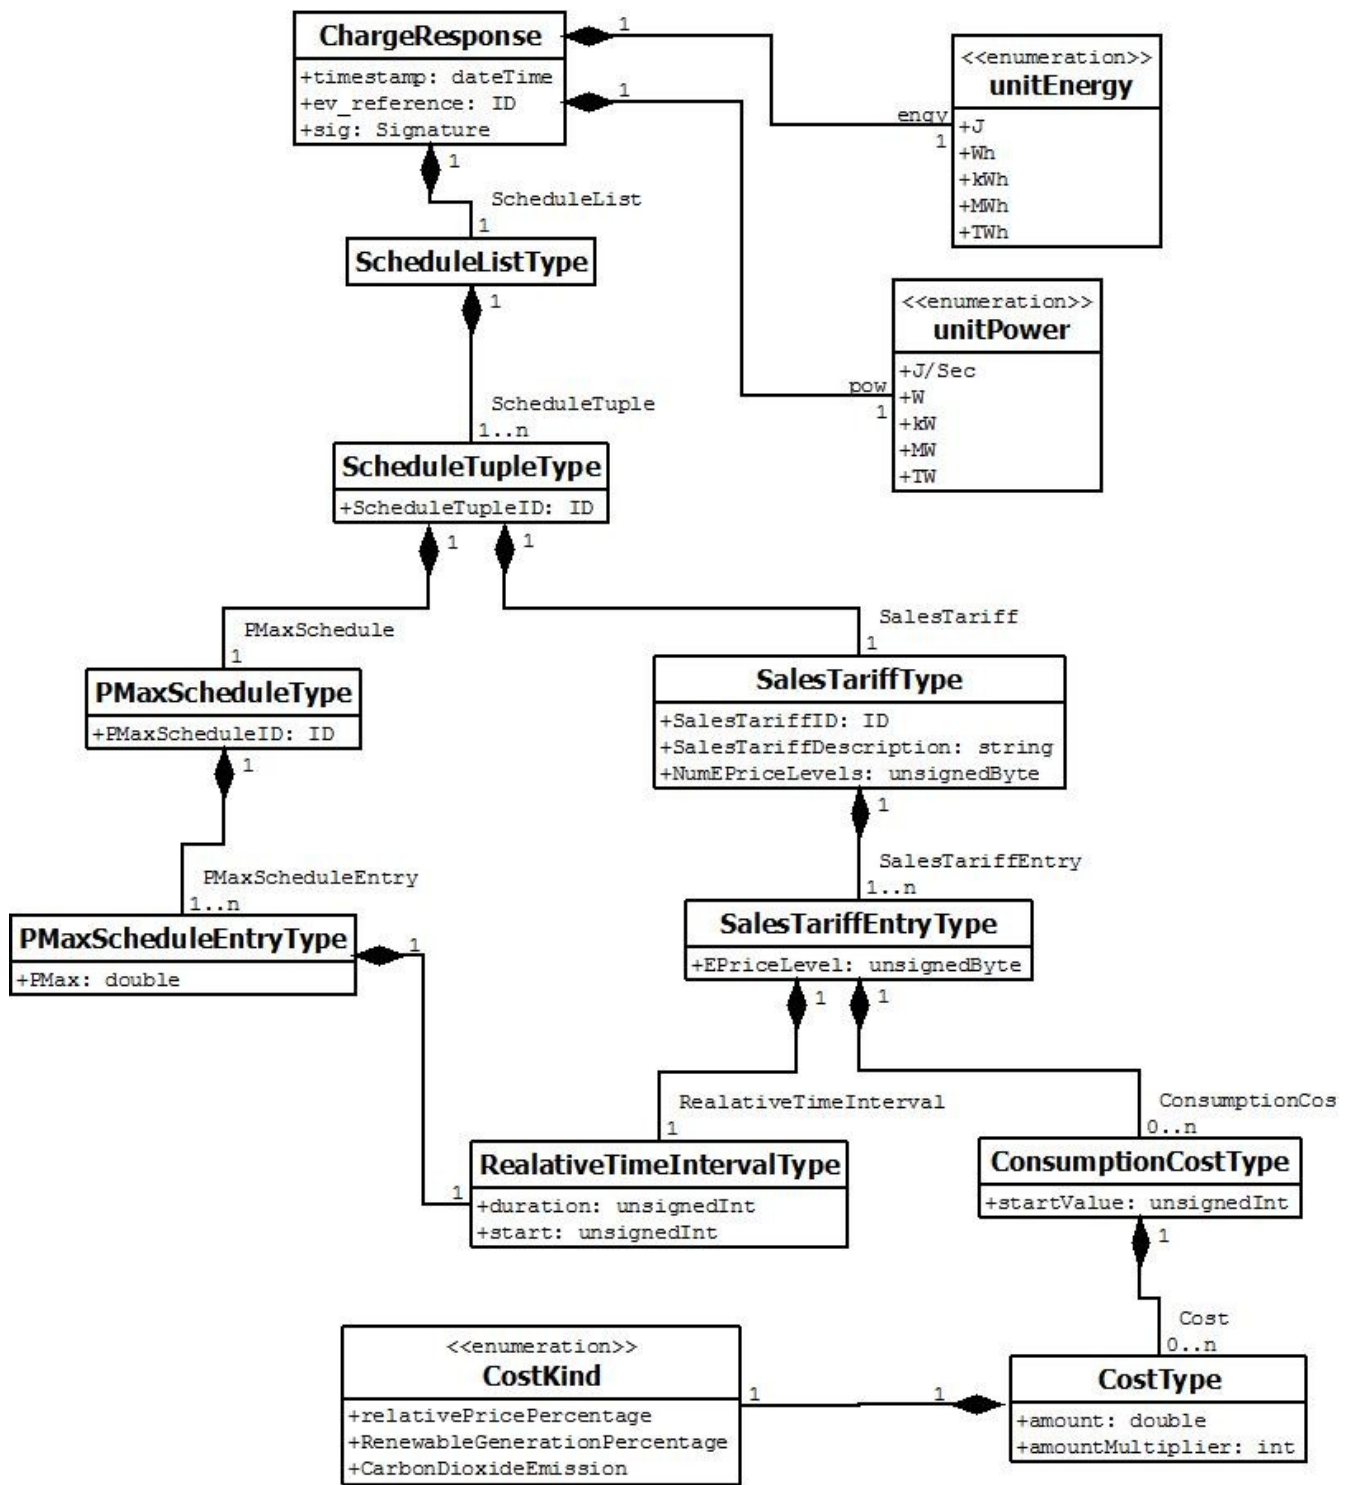 ChargeResponse
+timestamp: dateTime
+ev_reference: ID
+sig: Signature
1
1
1
<<enumeration>>
unitEnergy
+J
+Wh
+kWh
+MWh
+TWh
engy
1
ScheduleList
1
ScheduleListType
1
<<enumeration>>
unitPower
+J/Sec
+W
+kW
+MW
+TW
pow
1
ScheduleTuple
1..n
ScheduleTupleType
+ScheduleTupleID: ID
1
1
PMaxSchedule
1
PMaxScheduleType
+PMaxScheduleID: ID
1
SalesTariff
1
SalesTariffType
+SalesTariffID: ID
+SalesTariffDescription: string
+NumEPriceLevels: unsignedByte
1
PMaxScheduleEntry
1..n
PMaxScheduleEntryType
+PMax: double
1
SalesTariffEntry
1..n
SalesTariffEntryType
+EPriceLevel: unsignedByte
1
1
RealativeTimeInterval
1
1
RealativeTimeIntervalType
+duration: unsignedInt
+start: unsignedInt
ConsumptionCos
0..n
ConsumptionCostType
+startValue: unsignedInt
1
Cost
0..n
CostType
+amount: double
+amountMultiplier: int
1
1
<<enumeration>>
CostKind
+relativePricePercentage
+RenewableGenerationPercentage
+CarbonDioxideEmission